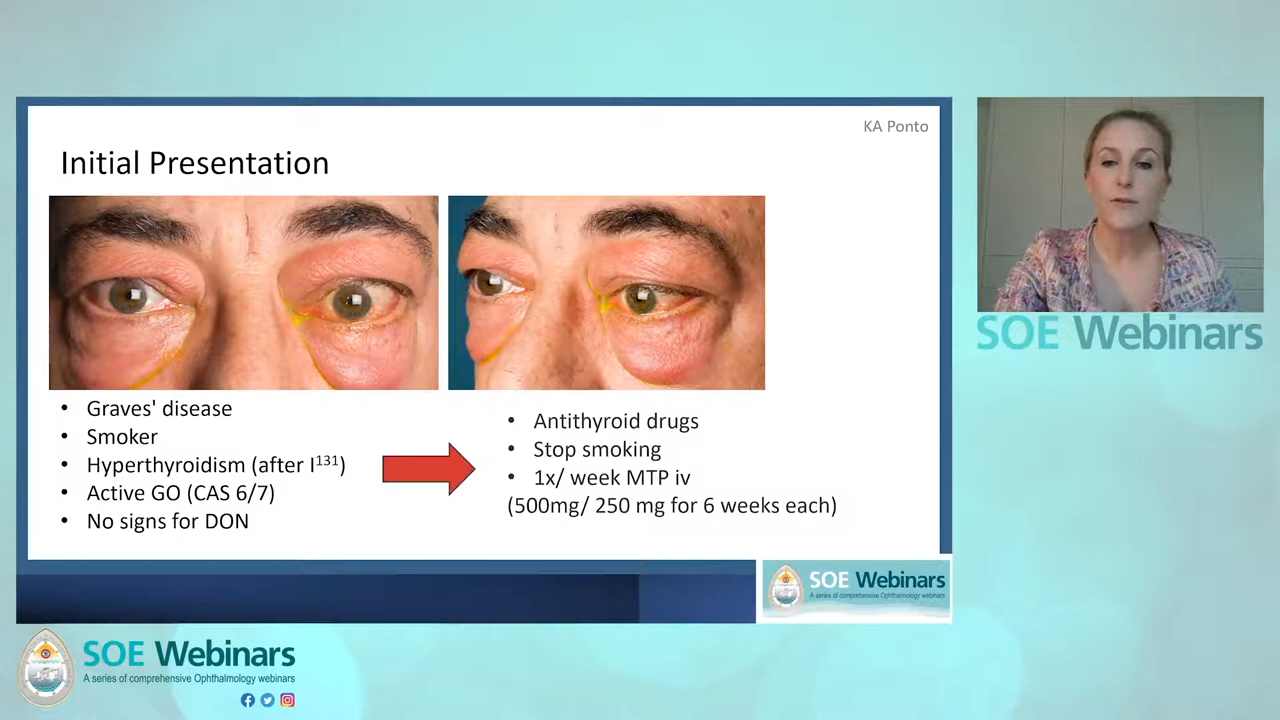 KA Ponto
Initial Presentation
• Graves' disease
• Smoker
• Hyperthyroidism (after I¹³¹)
• Active GO (CAS 6/7)
• No signs for DON
• Antithyroid drugs
• Stop smoking
• 1x/ week MTP iv
(500mg/ 250 mg for 6 weeks each)
SOE Webinars
SOE Webinars
A series of comprehensive Ophthalmology webinars
SOE Webinars
A series of comprehensive Ophthalmology webinars